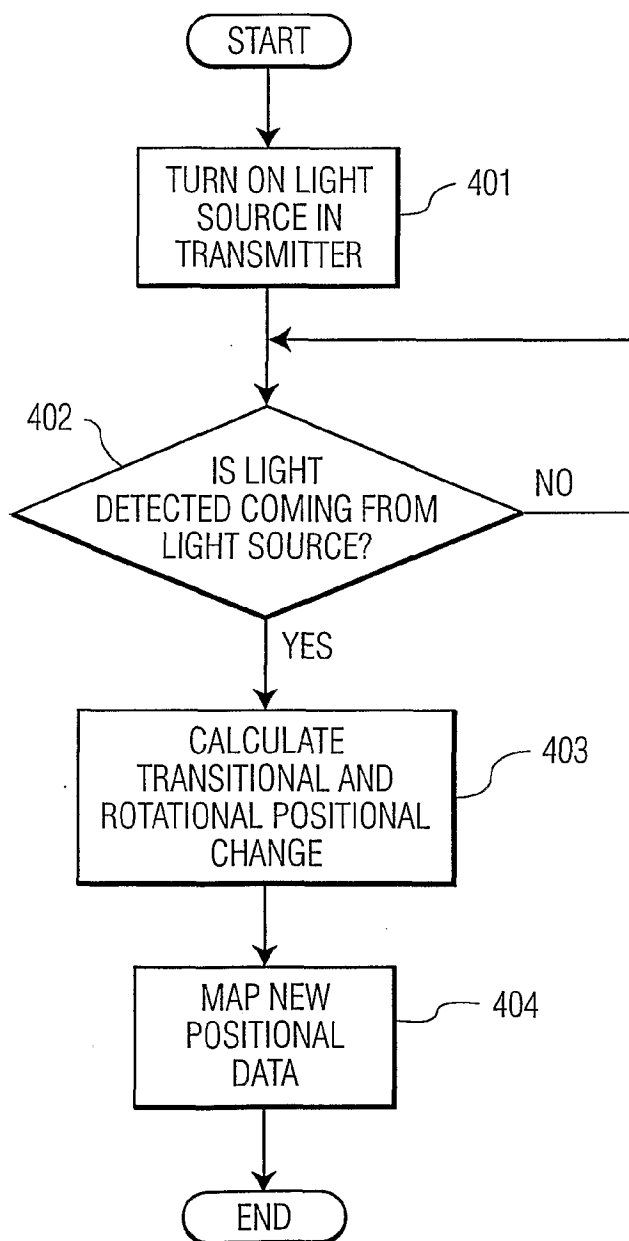 START
TURN ON LIGHT
SOURCE IN
TRANSMITTER
401
402
IS LIGHT
DETECTED COMING FROM
LIGHT SOURCE?
NO
YES
CALCULATE
TRANSITIONAL AND
ROTATIONAL POSITIONAL
CHANGE
403
MAP NEW
POSITIONAL
DATA
404
END